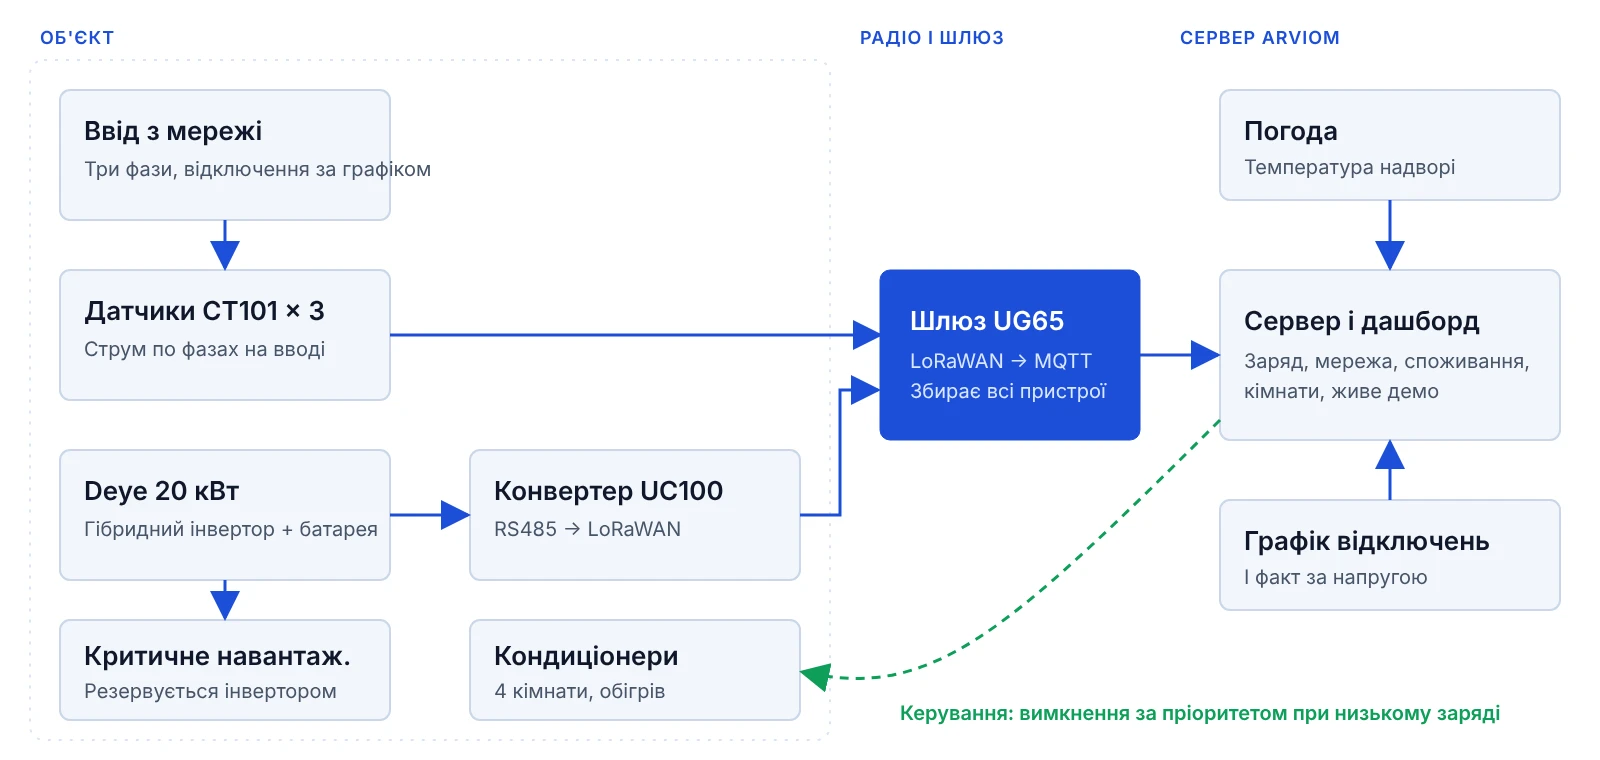 ОБ'ЄКТ
РАДІО І ШЛЮЗ
СЕРВЕР ARVIOM
Ввід з мережі
Три фази, відключення за графіком
Погода
Температура надворі
Датчики CT101 × 3
Струм по фазах на вводі
Шлюз UG65
LoRaWAN → MQTT
Збирає всі пристрої
Сервер і дашборд
Заряд, мережа, споживання,
кімнати, живе демо
Deye 20 кВт
Гібридний інвертор + батарея
Конвертер UC100
RS485 → LoRaWAN
Графік відключень
І факт за напругою
Критичне навантаж.
Резервується інвертором
Кондиціонери
4 кімнати, обігрів
Керування: вимкнення за пріоритетом при низькому заряді